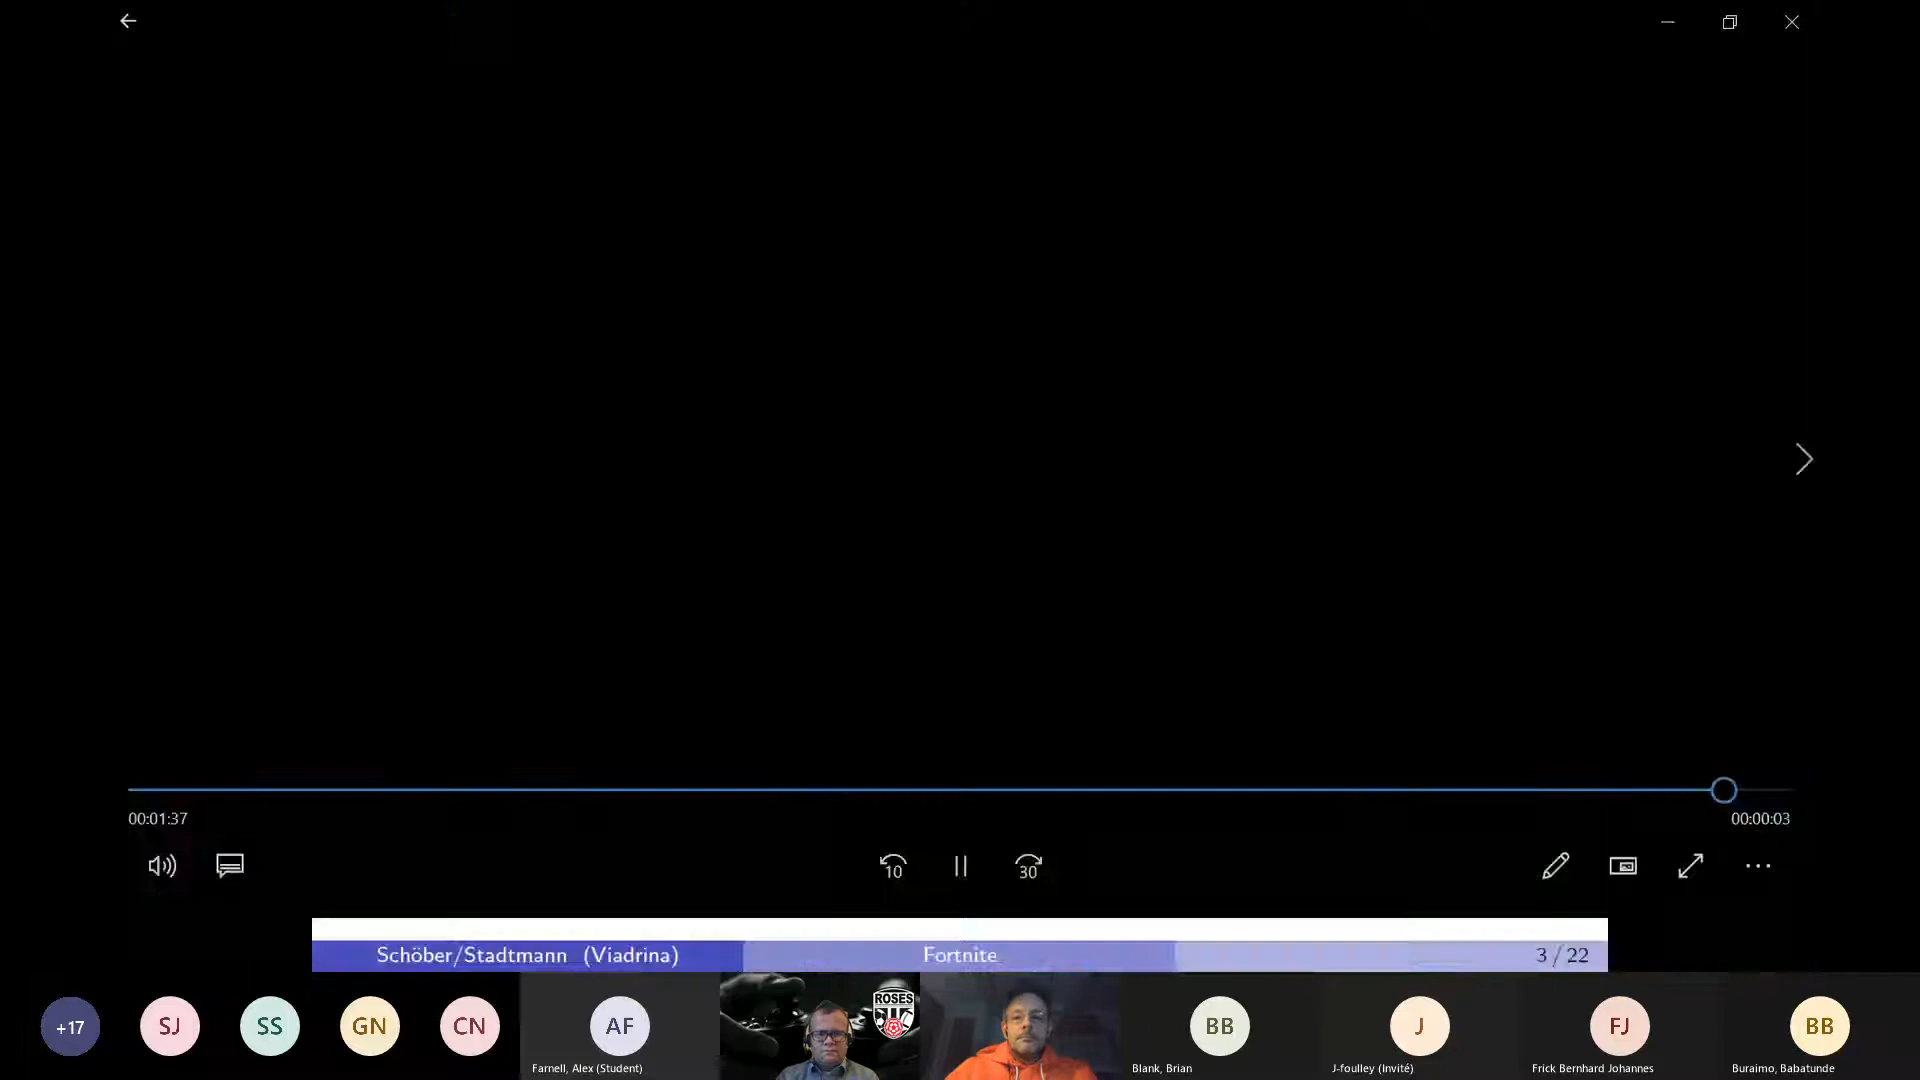 00:01:37
00:00:03
10
30
Schöber/Stadtmann (Viadrina)
Fortnite
3 / 22
+17
SJ
SS
GN
CN
AF
Farnell, Alex (Student)
ROSES
BB
Blank, Brian
J
J-foulley (Invité)
FJ
Frick Bernhard Johannes
BB
Buraimo, Babatunde